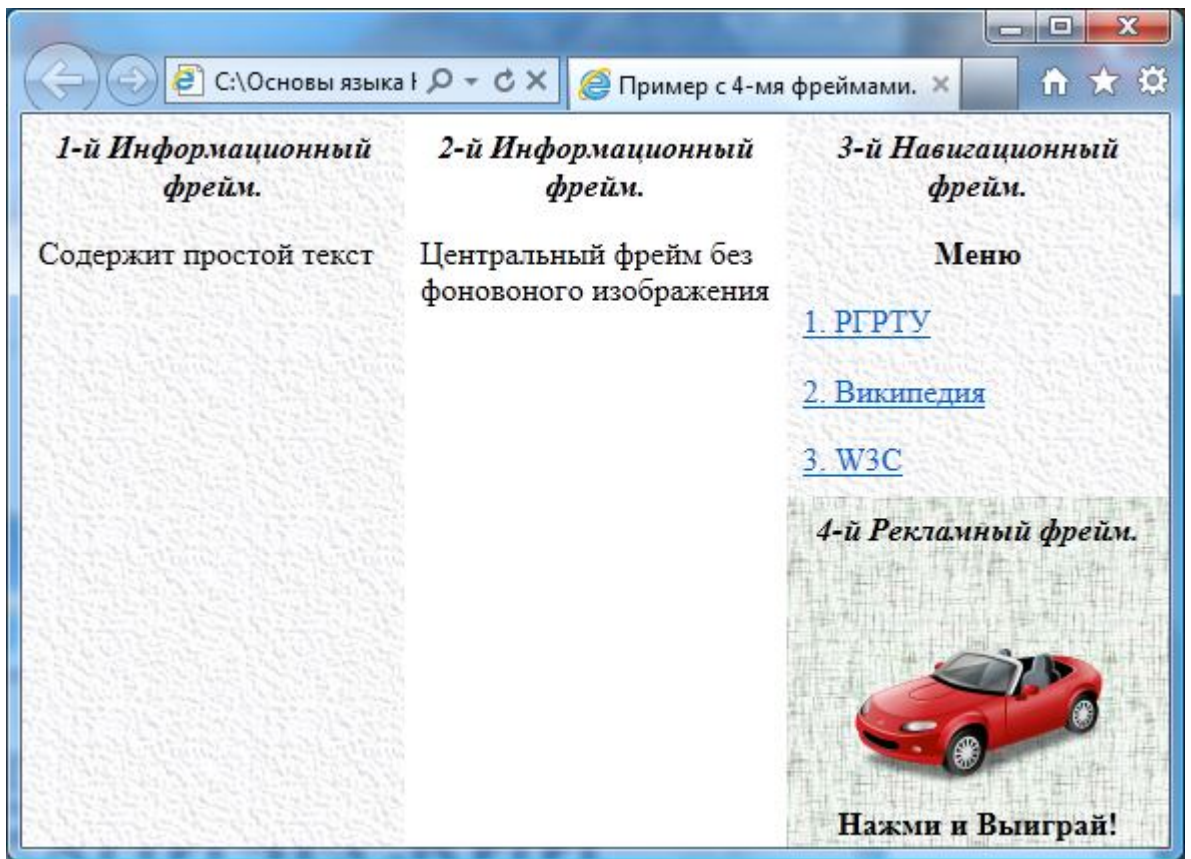 C:\Основы языка H
Пример с 4-мя фреймами.
1-й Информационный
фрейм.
Содержит простой текст
2-й Информационный
фрейм.
Центральный фрейм без
фоновоного изображения
3-й Навигационный
фрейм.
Меню
1. РГРТУ
2. Википедия
3. W3C
4-й Рекламный фрейм.
Нажми и Выиграй!